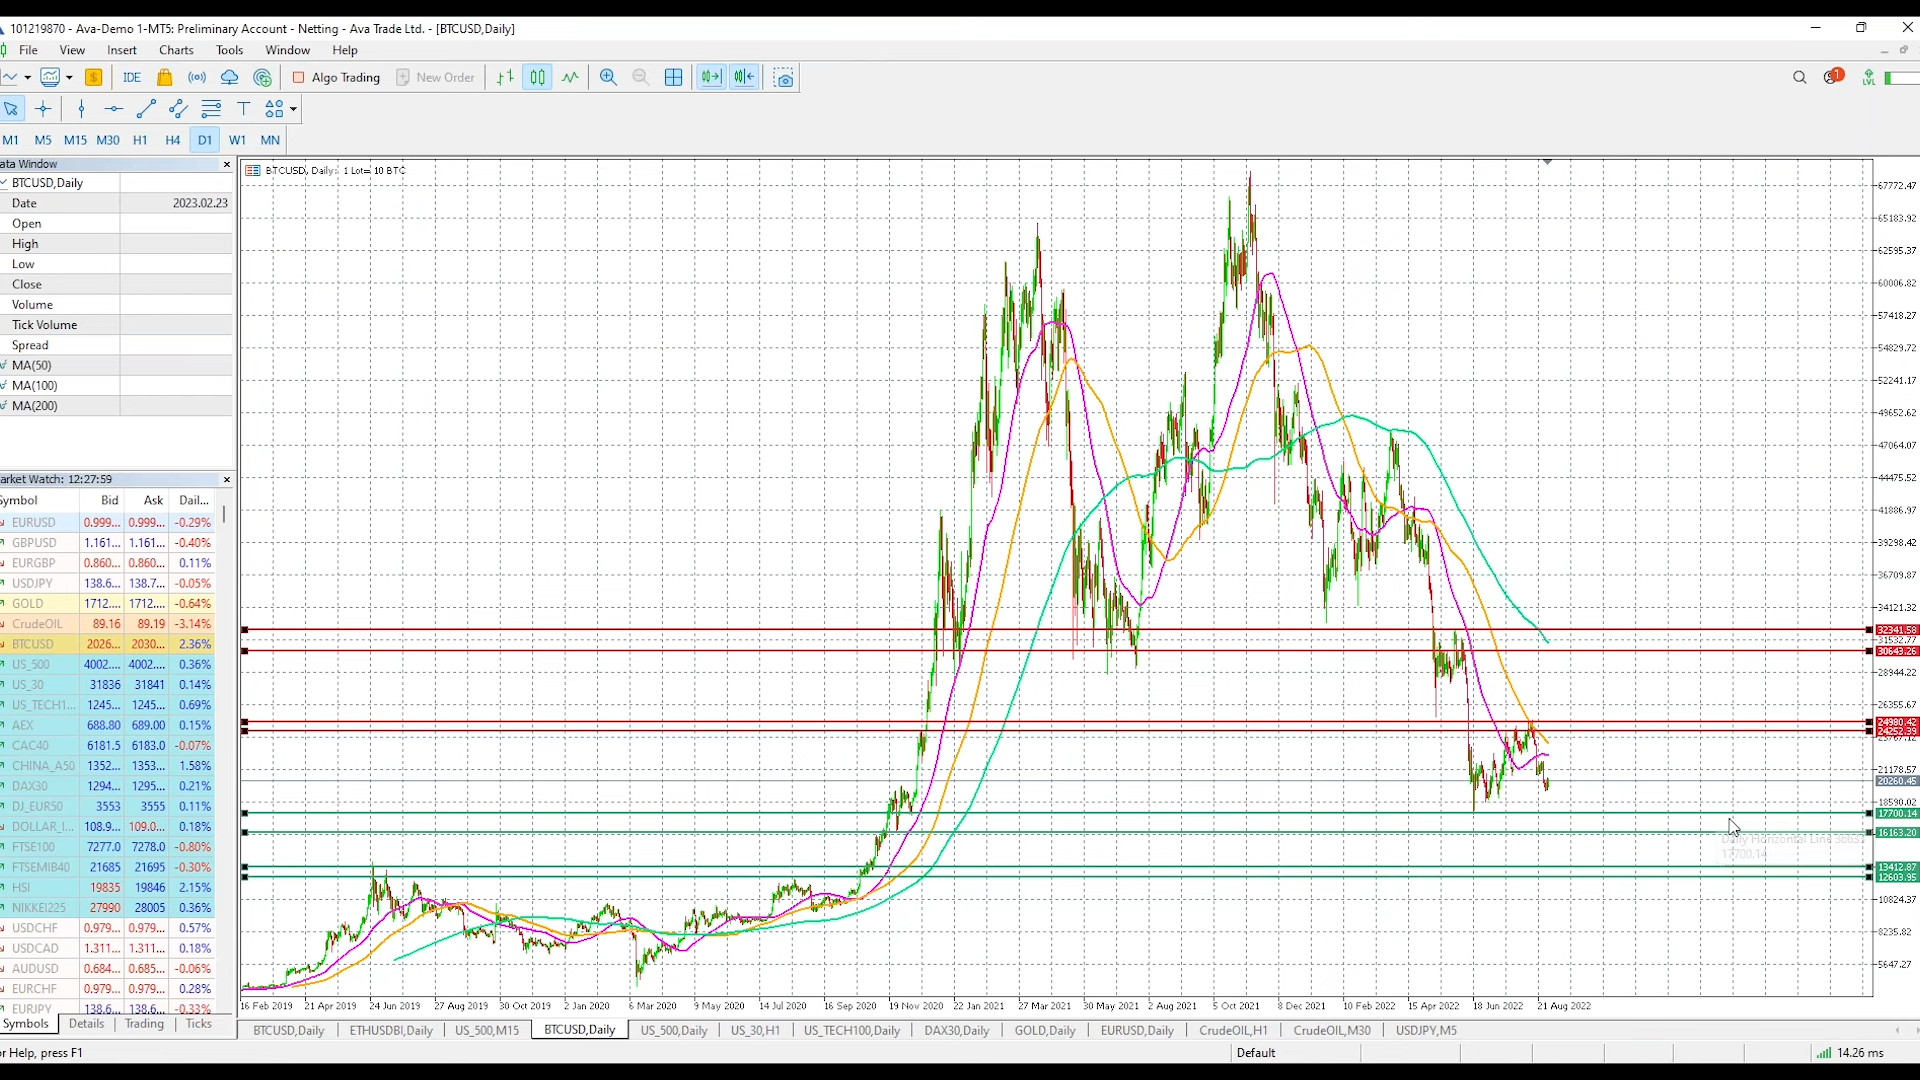 101219870 - Ava-Demo 1-MT5: Preliminary Account - Netting - Ava Trade Ltd. - [BTCUSD,Daily]
File View Insert Charts Tools Window Help
$ IDE Algo Trading New Order 1 LVL
T
M1 M5 M15 M30 H1 H4 D1 W1 MN
ata Window
BTCUSD,Daily
Date 2023.02.23
Open
High
Low
Close
Volume
Tick Volume
Spread
MA(50)
MA(100)
MA(200)
arket Watch: 12:27:59
Symbol Bid Ask Dail...
EURUSD 0.999... 0.999... -0.29%
GBPUSD 1.161... 1.161... -0.40%
EURGBP 0.860... 0.860... 0.11%
USDJPY 138.6... 138.7... -0.05%
GOLD 1712.... 1712.... -0.64%
CrudeOIL 89.16 89.19 -3.14%
BTCUSD 2026... 2030... 2.36%
US_500 4002.... 4002.... 0.36%
US_30 31836 31841 0.14%
US_TECH1... 1245... 1245... 0.69%
AEX 688.80 689.00 0.15%
CAC40 6181.5 6183.0 -0.07%
CHINA_A50 1352... 1353... 1.58%
DAX30 1294... 1295... 0.21%
DJ_EUR50 3553 3555 0.11%
DOLLAR_I... 108.9... 109.0... 0.18%
FTSE100 7277.0 7278.0 -0.80%
FTSEMIB40 21685 21695 -0.30%
HSI 19835 19846 2.15%
NIKKEI225 27990 28005 0.36%
USDCHF 0.979... 0.979... 0.57%
USDCAD 1.311... 1.311... 0.18%
AUDUSD 0.684... 0.685... -0.06%
EURCHF 0.979... 0.979... 0.28%
EURJPY 138.6... 138.6... -0.33%
Symbols Details Trading Ticks
BTCUSD, Daily: 1 Lot= 10 BTC
67772.47
65183.92
62595.37
60006.82
57418.27
54829.72
52241.17
49652.62
47064.07
44475.52
41886.97
39298.42
36709.87
34121.32
32341.58
31532.77
30643.26
28944.22
26355.67
24980.42
24252.39
21178.57
20260.45
18590.02
17700.14
16163.20
Daily Horizontal Line
17700.14
13412.87
12603.95
10824.37
8235.82
5647.27
16 Feb 2019 21 Apr 2019 24 Jun 2019 27 Aug 2019 30 Oct 2019 2 Jan 2020 6 Mar 2020 9 May 2020 14 Jul 2020 16 Sep 2020 19 Nov 2020 22 Jan 2021 27 Mar 2021 30 May 2021 2 Aug 2021 5 Oct 2021 8 Dec 2021 10 Feb 2022 15 Apr 2022 18 Jun 2022 21 Aug 2022
BTCUSD,Daily ETHUSDBI,Daily US_500,M15 BTCUSD,Daily US_500,Daily US_30,H1 US_TECH100,Daily DAX30,Daily GOLD,Daily EURUSD,Daily CrudeOIL,H1 CrudeOIL,M30 USDJPY,M5
or Help, press F1 Default 14.26 ms